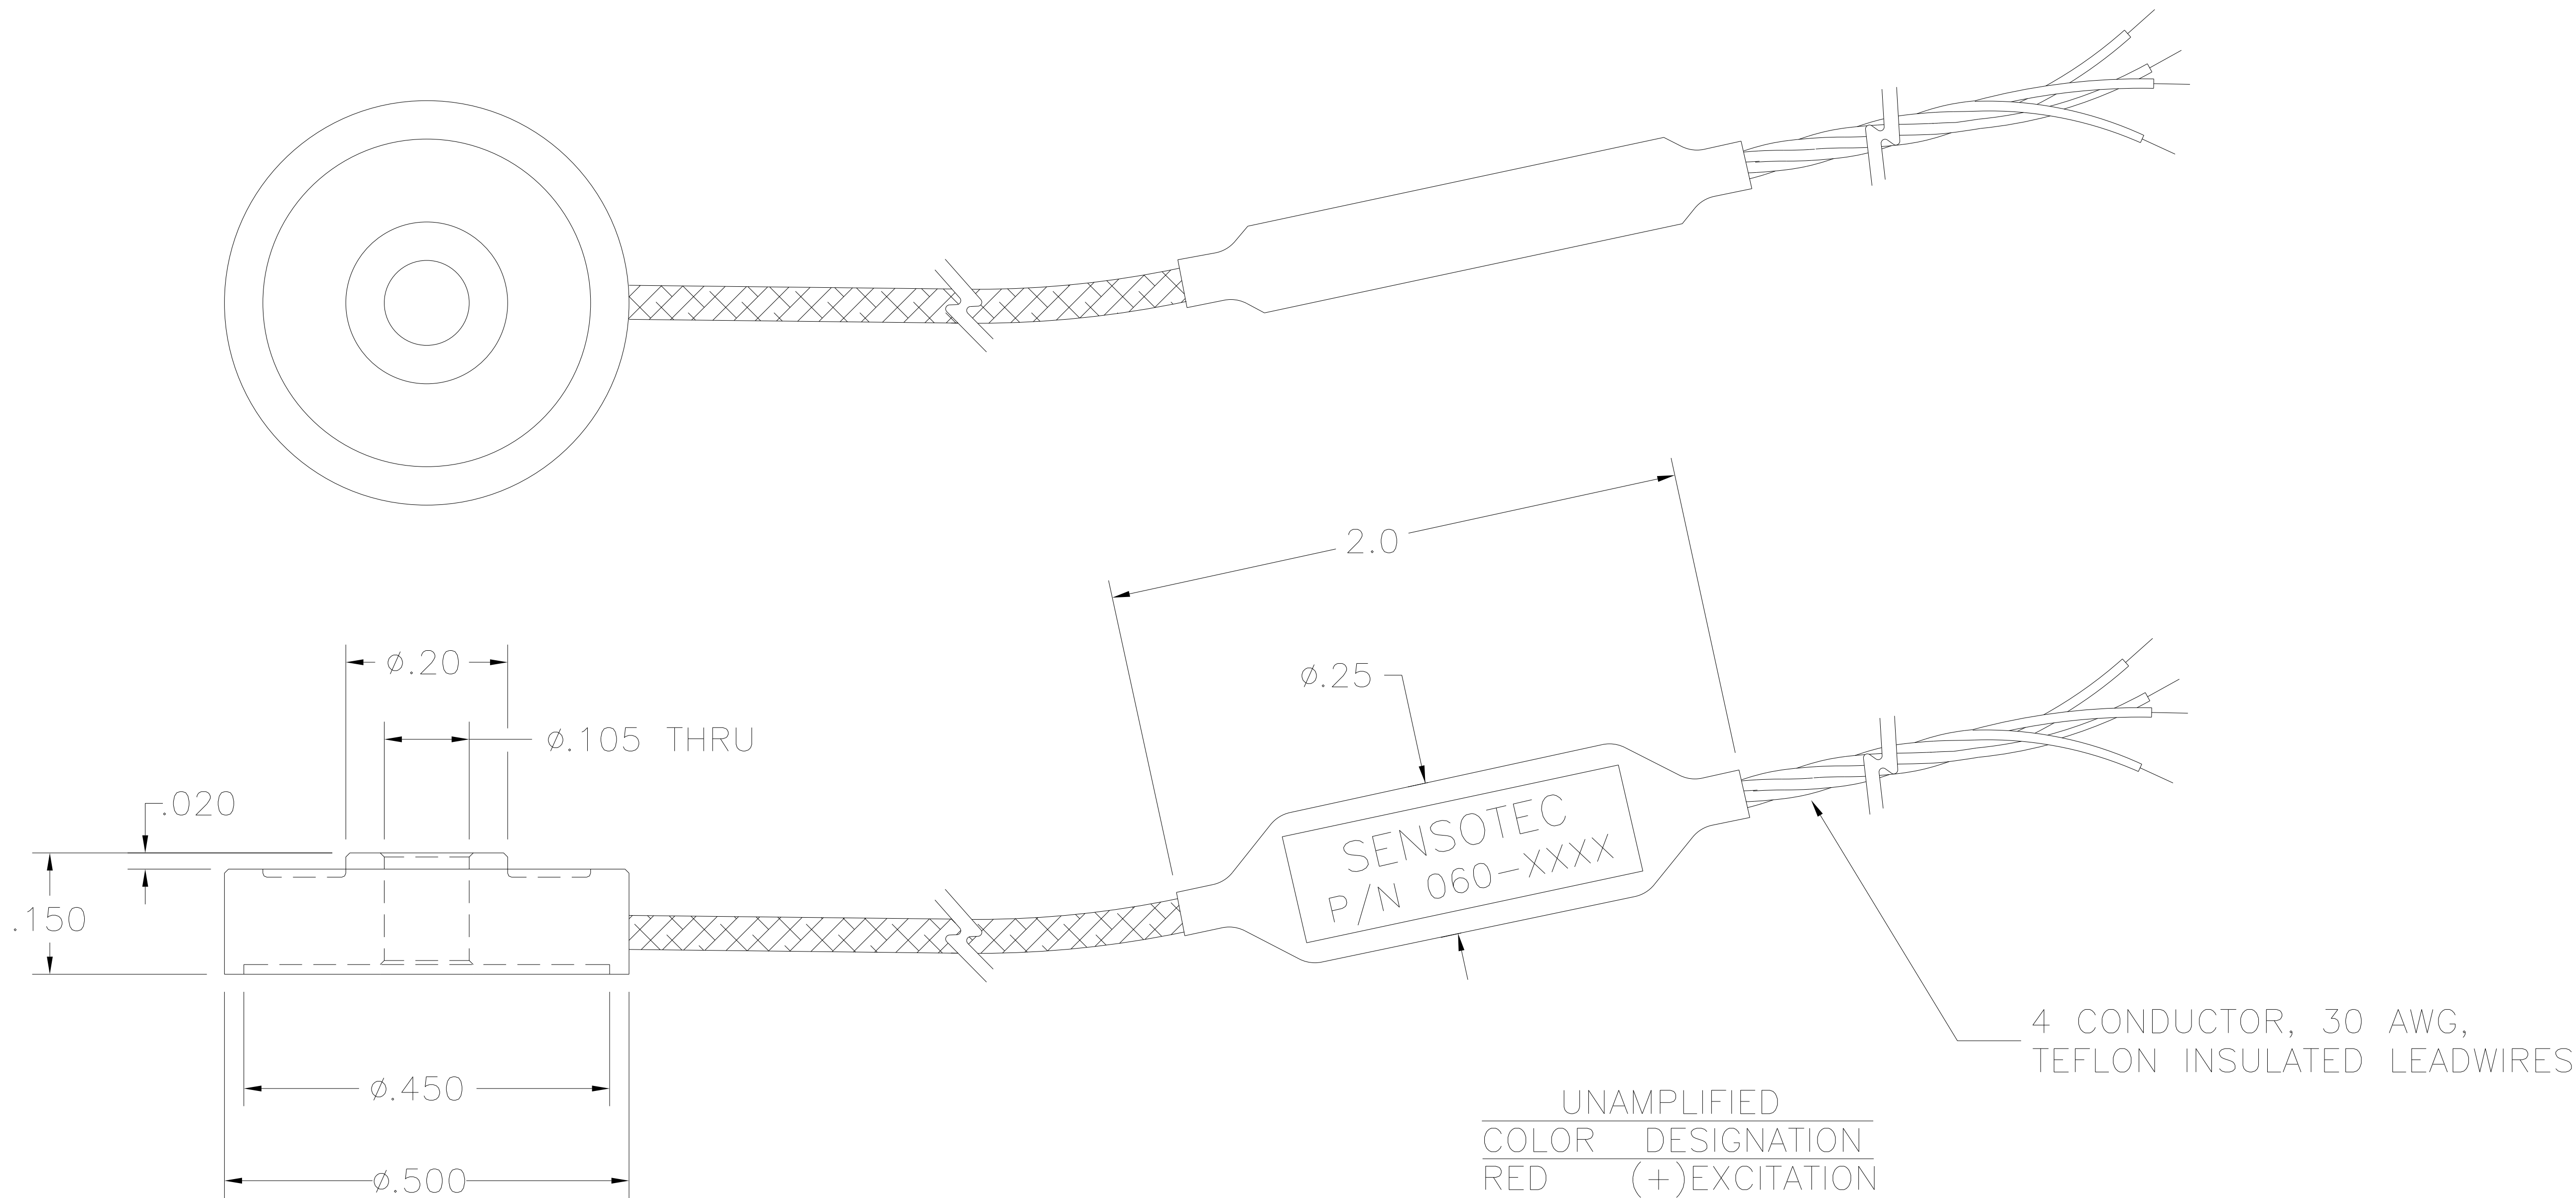 2.0
ø.20
ø.25
ø.105 THRU
.020
SENSOTEC
P/N 060-XXXX
.150
4 CONDUCTOR, 30 AWG,
TEFLON INSULATED LEADWIRES
ø.450
UNAMPLIFIED
COLOR DESIGNATION
RED (+)EXCITATION
ø.500